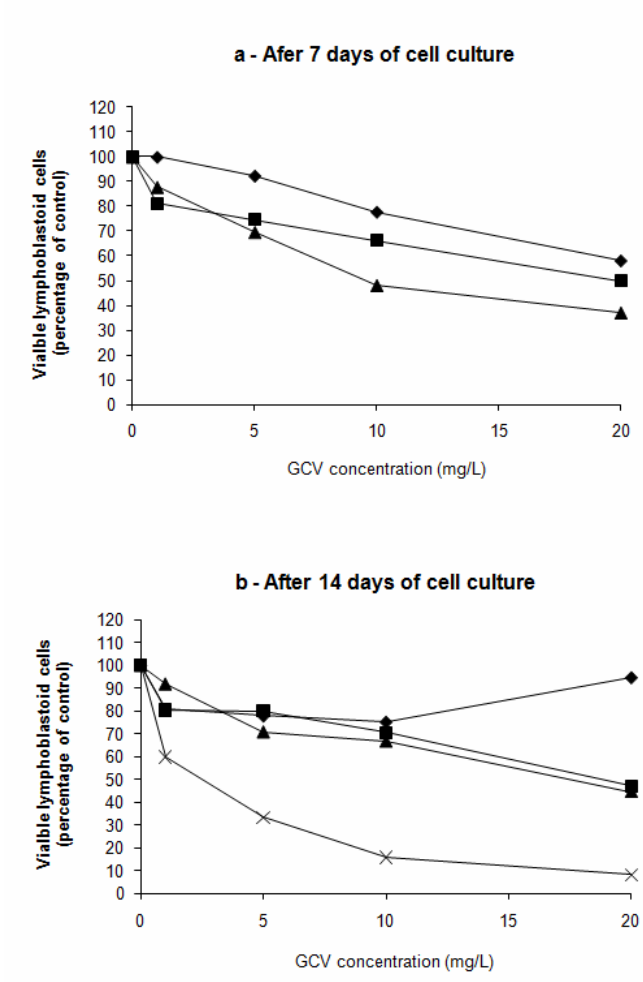 a - Afer 7 days of cell culture
Vialble lymphoblastoid cells
(percentage of control)
120
110
100
90
80
70
60
50
40
30
20
10
0
0 5 10 15 20
GCV concentration (mg/L)
b - After 14 days of cell culture
Vialble lymphoblastoid cells
(percentage of control)
120
110
100
90
80
70
60
50
40
30
20
10
0
0 5 10 15 20
GCV concentration (mg/L)